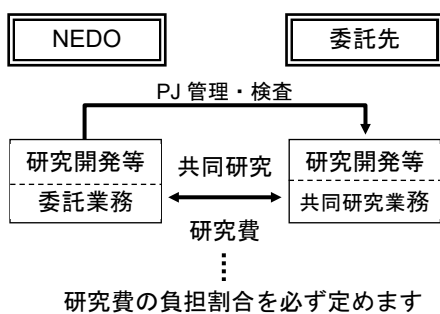 NEDO
委託先
PJ 管理・検査
研究開発等
委託業務
共同研究
研究費
研究開発等
共同研究業務
研究費の負担割合を必ず定めます